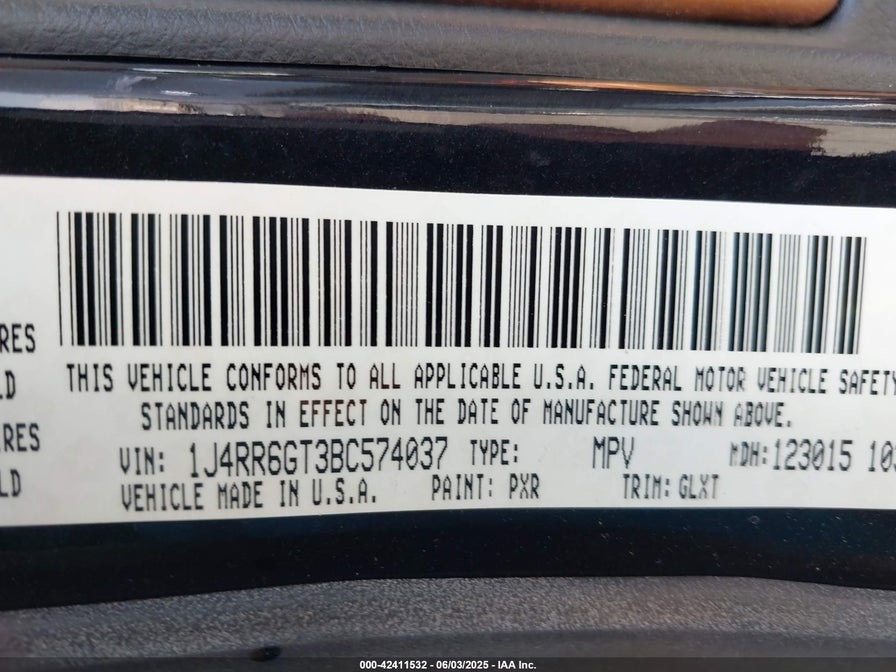 RES
LD
RES
LD
THIS VEHICLE CONFORMS TO ALL APPLICABLE U.S.A. FEDERAL MOTOR VEHICLE SAFETY
STANDARDS IN EFFECT ON THE DATE OF MANUFACTURE SHOWN ABOVE.
VIN: 1J4RR6GT3BC574037 TYPE: MPV MDH:123015 103
VEHICLE MADE IN U.S.A. PAINT: PXR TRIM: GLXT
000-42411532 - 06/03/2025 - IAA Inc.